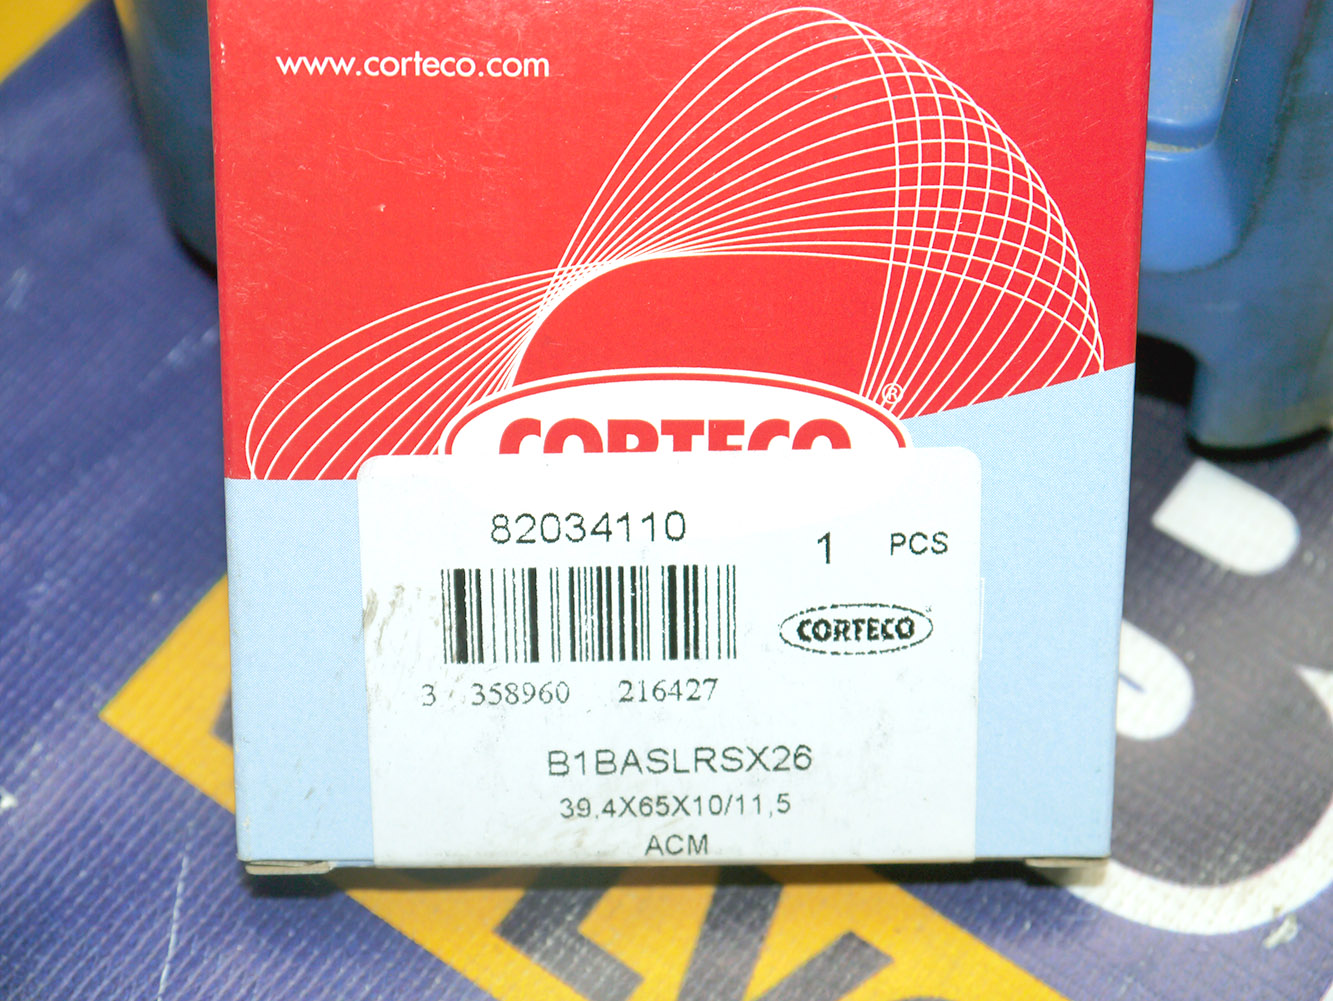 www.corteco.com
®
CORTECO
82034110
1 PCS
CORTECO
3 358960 216427
B1BASLRSX26
39,4X65X10/11,5
ACM